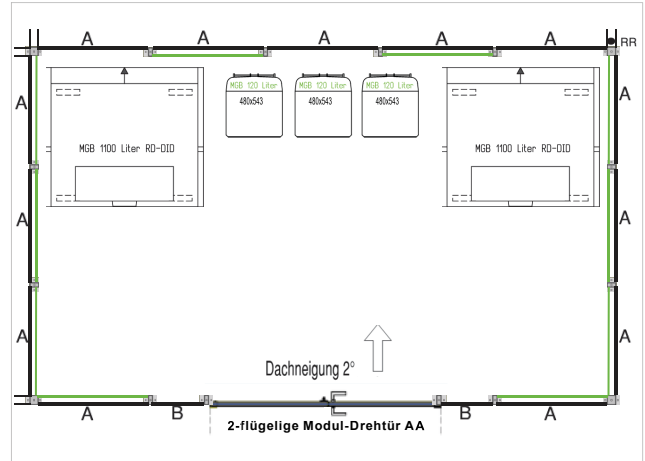 A A A A A
RR
A A
MGB 120 Liter MGB 120 Liter MGB 120 Liter
480x543 480x543 480x543
MGB 1100 Liter RD-DID MGB 1100 Liter RD-DID
A A
A A
Dachneigung 2°
A B B A
2-flügelige Modul-Drehtür AA